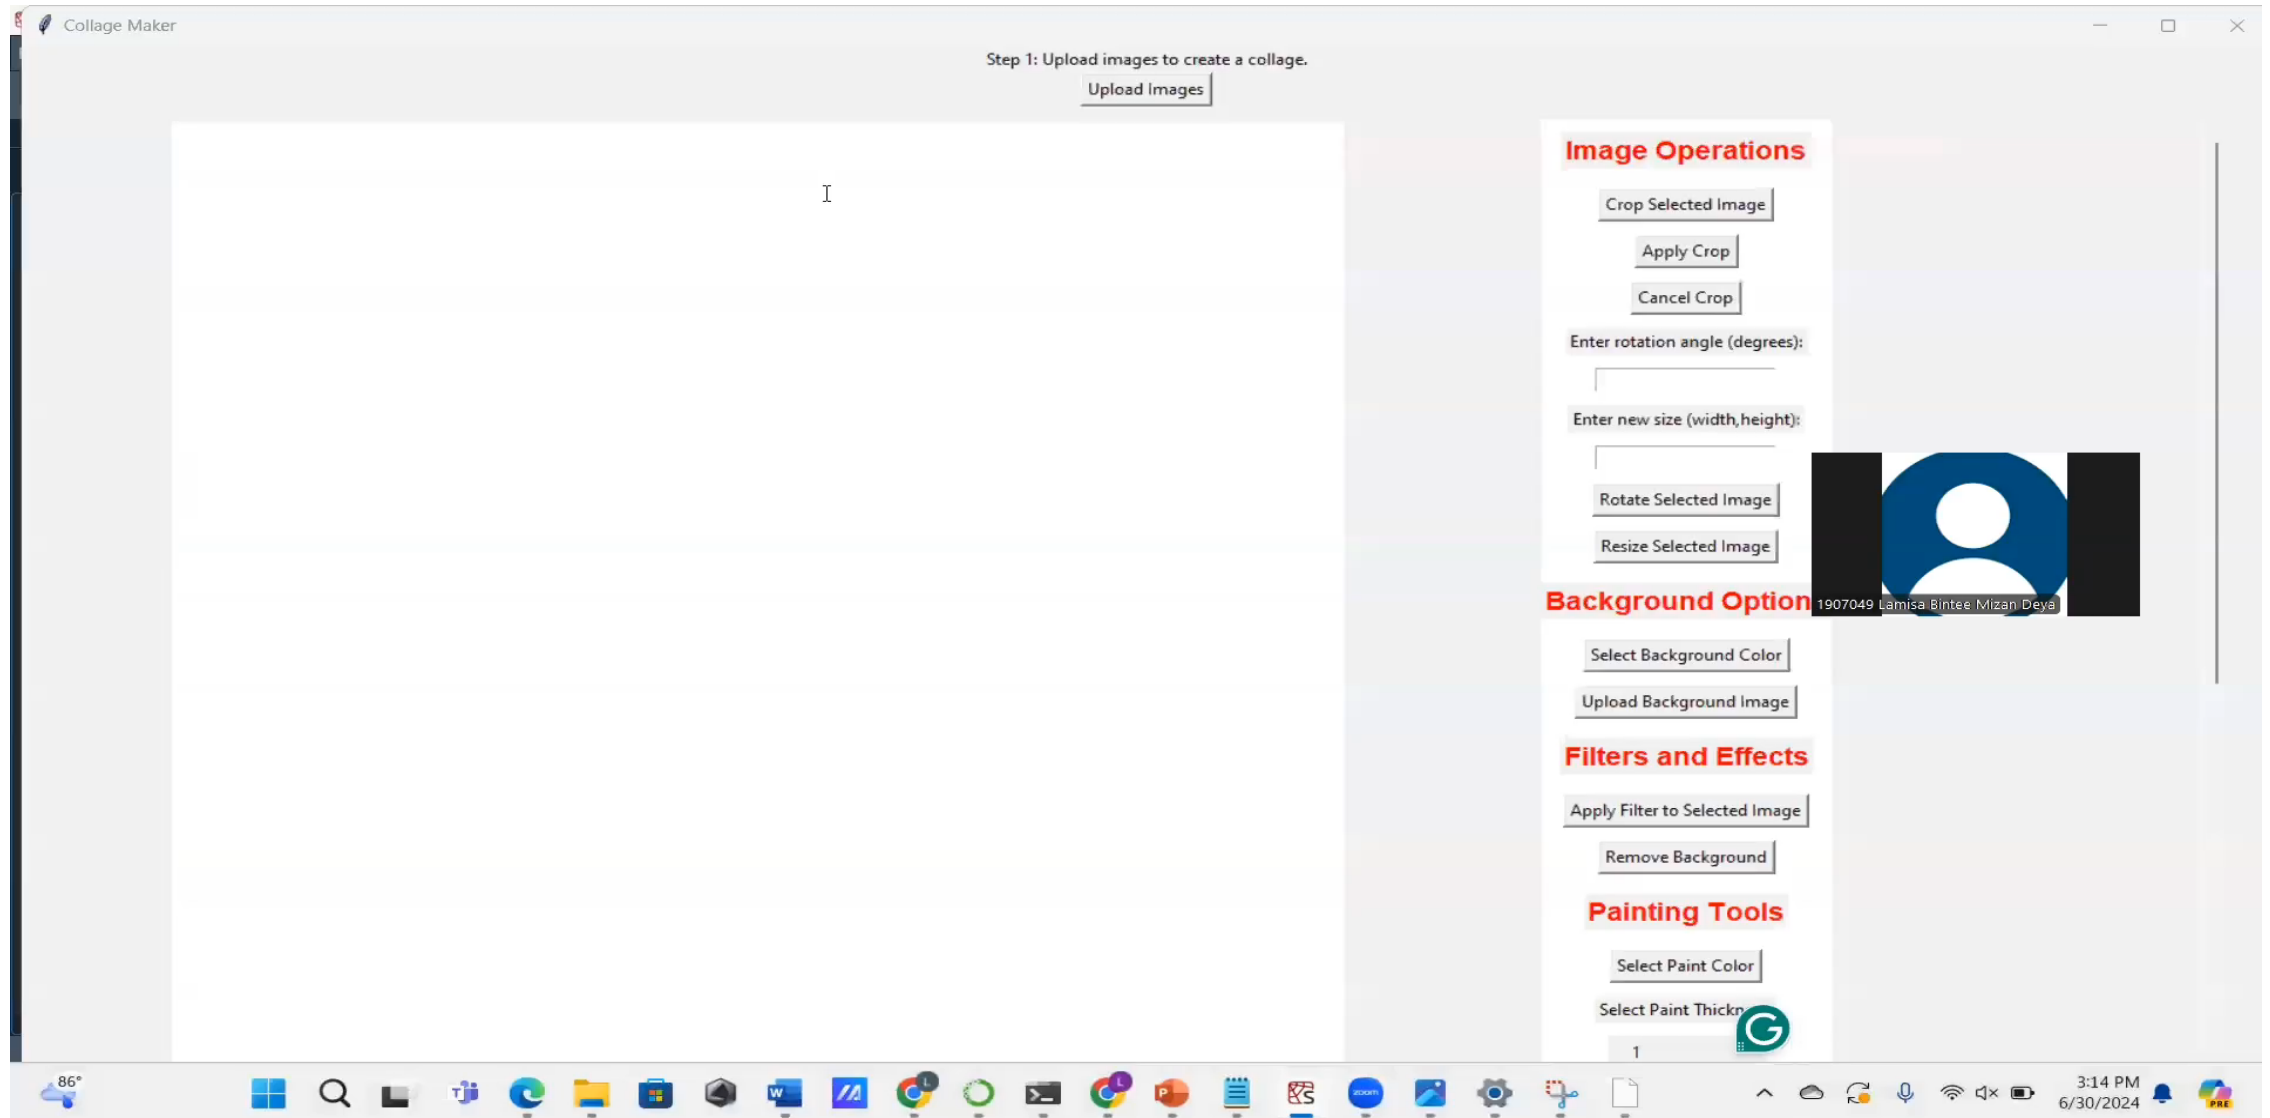 Collage Maker
Step 1: Upload images to create a collage.
Upload Images
Image Operations
Crop Selected Image
Apply Crop
Cancel Crop
Enter rotation angle (degrees):
Enter new size (width,height):
Rotate Selected Image
Resize Selected Image
Background Option
1907049 Lamisa Bintee Mizan Deya
Select Background Color
Upload Background Image
Filters and Effects
Apply Filter to Selected Image
Remove Background
Painting Tools
Select Paint Color
Select Paint Thickn
G
1
86°
L
W
L
P
zoom
3:14 PM
6/30/2024
PRE